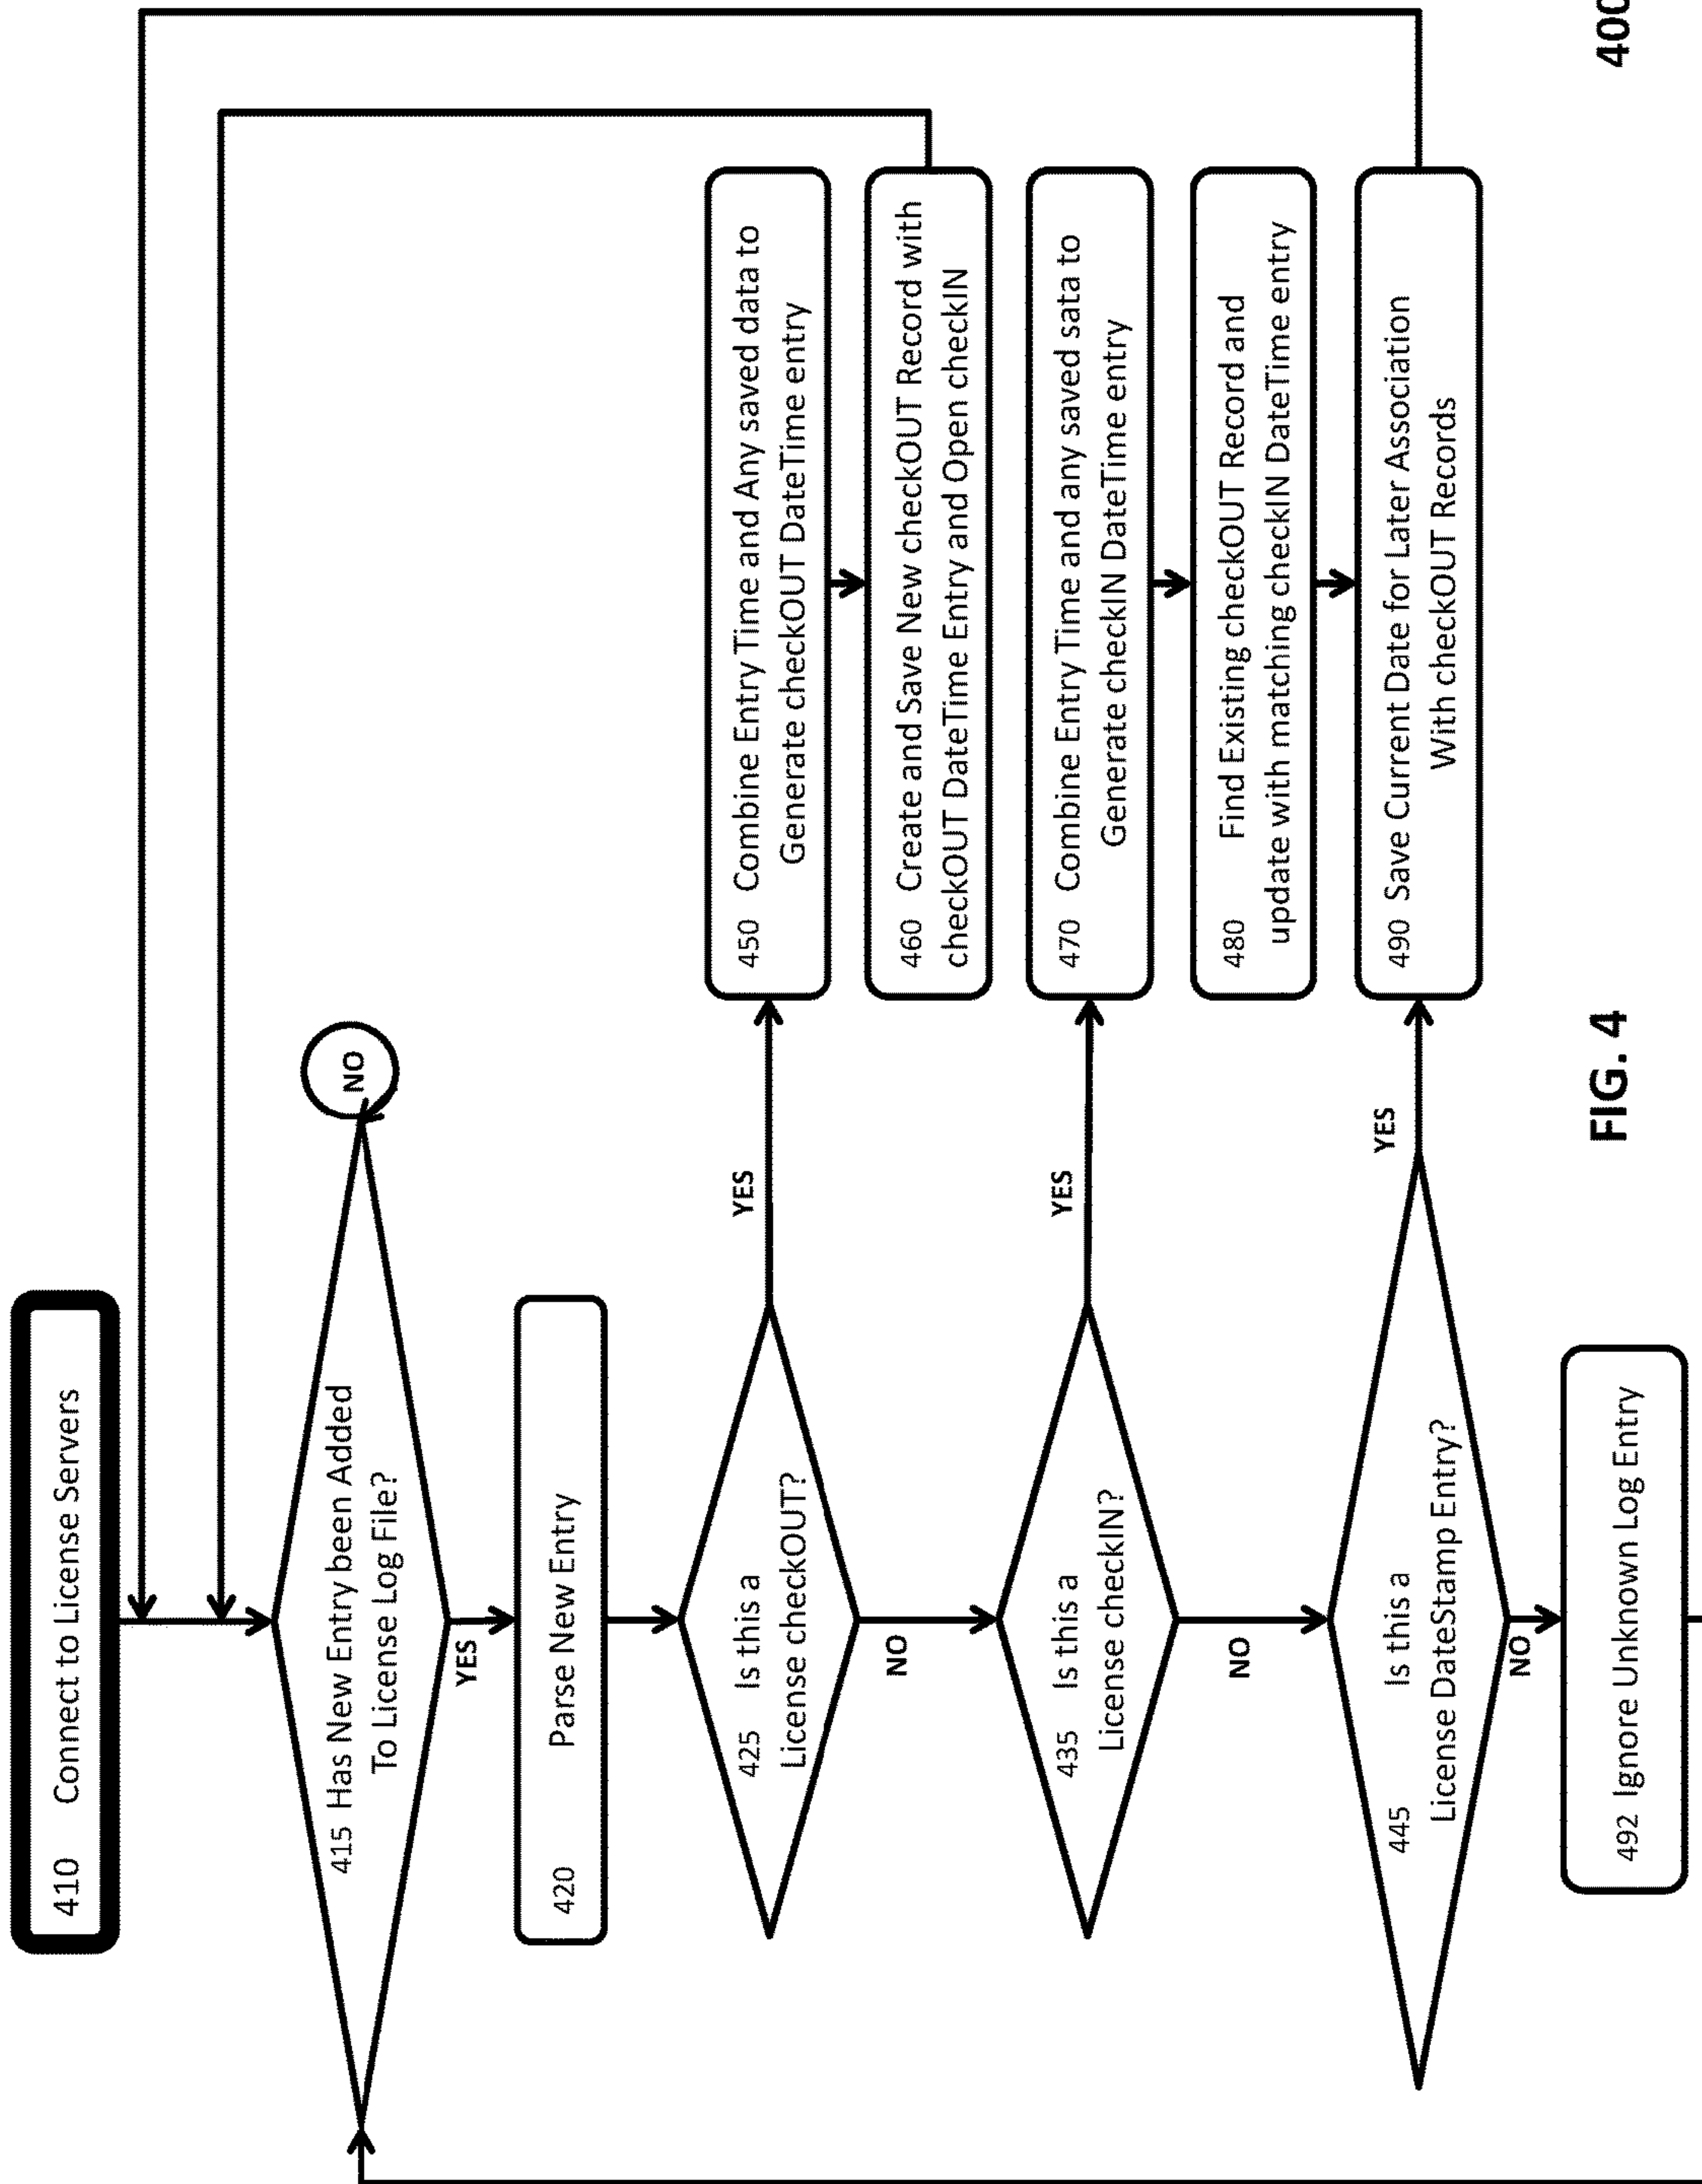 410 Connect to License Servers
415 Has New Entry been Added
To License Log File?
NO
YES
420 Parse New Entry
425 Is this a
License checkOUT?
YES
NO
450 Combine Entry Time and Any saved data to
Generate checkOUT DateTime entry
460 Create and Save New checkOUT Record with
checkOUT DateTime Entry and Open checkIN
435 Is this a
License checkIN?
YES
NO
470 Combine Entry Time and any saved sata to
Generate checkIN DateTime entry
480 Find Existing checkOUT Record and
update with matching checkIN DateTime entry
445 Is this a
License DateStamp Entry?
YES
NO
490 Save Current Date for Later Association
With checkOUT Records
492 Ignore Unknown Log Entry
FIG. 4
400